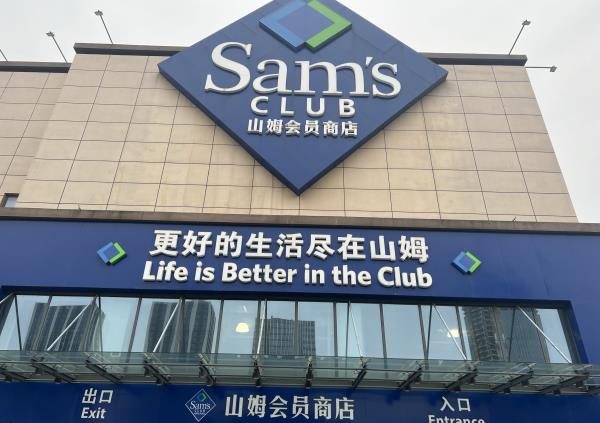 Sam's
CLUB
山姆会员商店
更好的生活尽在山姆
Life is Better in the Club
出口
Exit
Sam's
CLUB
山姆会员商店
入口
Entrance